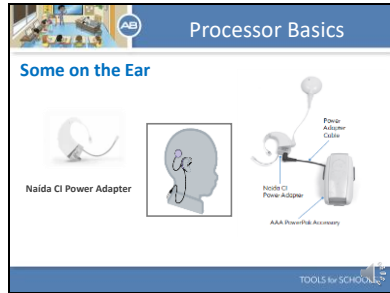 AB
Processor Basics
Some on the Ear
Power
Adapter
Cable
Naída CI Power Adapter
Naída CI
Power Adapter
AAA PowerPak Accessory
TOOLS for SCHOOLS